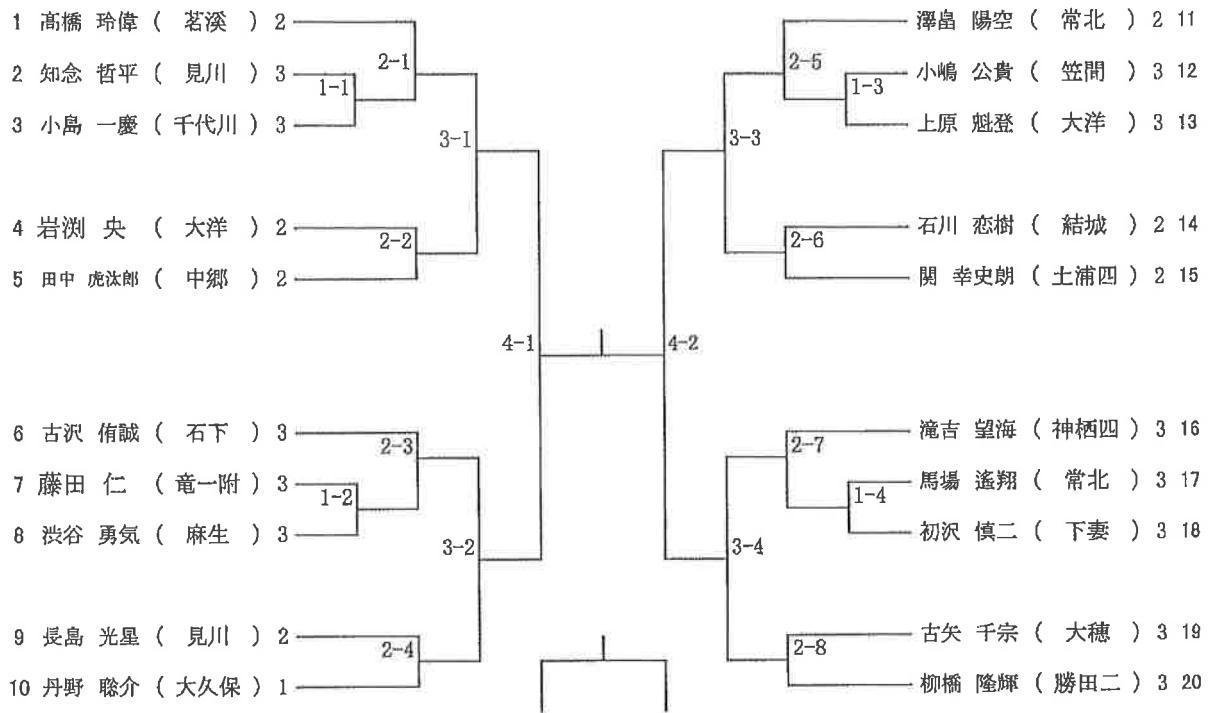 1 髙橋 玲偉 ( 茗溪 ) 2
2 知念 哲平 ( 見川 ) 3
3 小島 一慶 ( 千代川 ) 3
4 岩渕 央 ( 大洋 ) 2
5 田中 虎汰郎 ( 中郷 ) 2
6 古沢 侑誠 ( 石下 ) 3
7 藤田 仁 ( 竜一附 ) 3
8 渋谷 勇気 ( 麻生 ) 3
9 長島 光星 ( 見川 ) 2
10 丹野 聡介 ( 大久保 ) 1
1-1
1-2
2-1
2-2
2-3
2-4
3-1
3-2
4-1
4-2
3-3
3-4
2-5
2-6
2-7
2-8
1-3
1-4
澤畠 陽空 ( 常北 ) 2 11
小嶋 公貴 ( 笠間 ) 3 12
上原 魁登 ( 大洋 ) 3 13
石川 恋樹 ( 結城 ) 2 14
関 幸史朗 ( 土浦四 ) 2 15
滝吉 望海 ( 神栖四 ) 3 16
馬場 遙翔 ( 常北 ) 3 17
初沢 慎二 ( 下妻 ) 3 18
古矢 千宗 ( 大穂 ) 3 19
柳橋 隆輝 ( 勝田二 ) 3 20